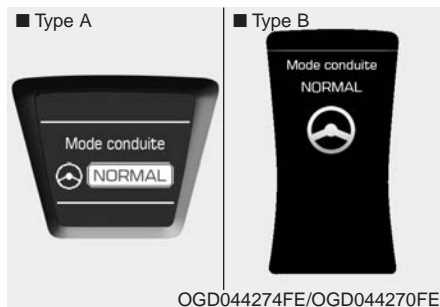 ■ Type A
Mode conduite
NORMAL
■ Type B
Mode conduite
NORMAL
OGD044274FE/OGD044270FE